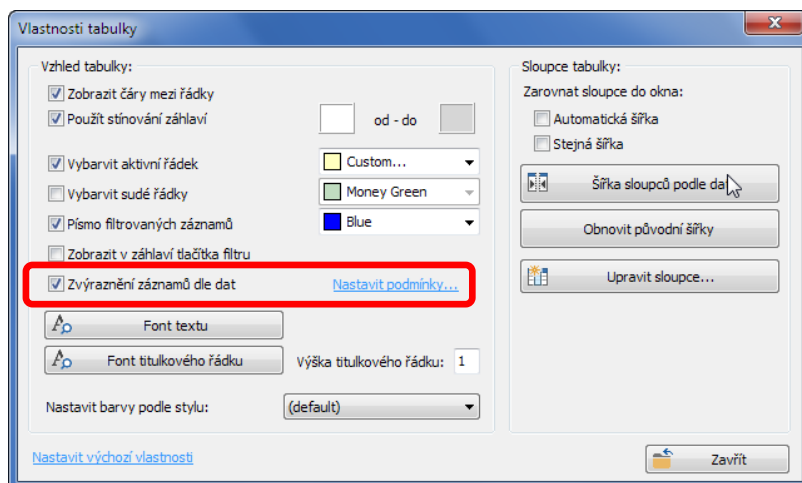 Vlastnosti tabulky
Vzhled tabulky:
Zobrazit čáry mezi řádky
Použít stínování záhlaví
od - do
Vybarvit aktivní řádek
Custom...
Vybarvit sudé řádky
Money Green
Písmo filtrovaných záznamů
Blue
Zobrazit v záhlaví tlačítka filtru
Zvýraznění záznamů dle dat
Nastavit podmínky...
Font textu
Font titulkového řádku
Výška titulkového řádku: 1
Nastavit barvy podle stylu:
(default)
Nastavit výchozí vlastnosti
Sloupce tabulky:
Zarovnat sloupce do okna:
Automatická šířka
Stejná šířka
Šířka sloupců podle dat
Obnovit původní šířky
Upravit sloupce...
Zavřít